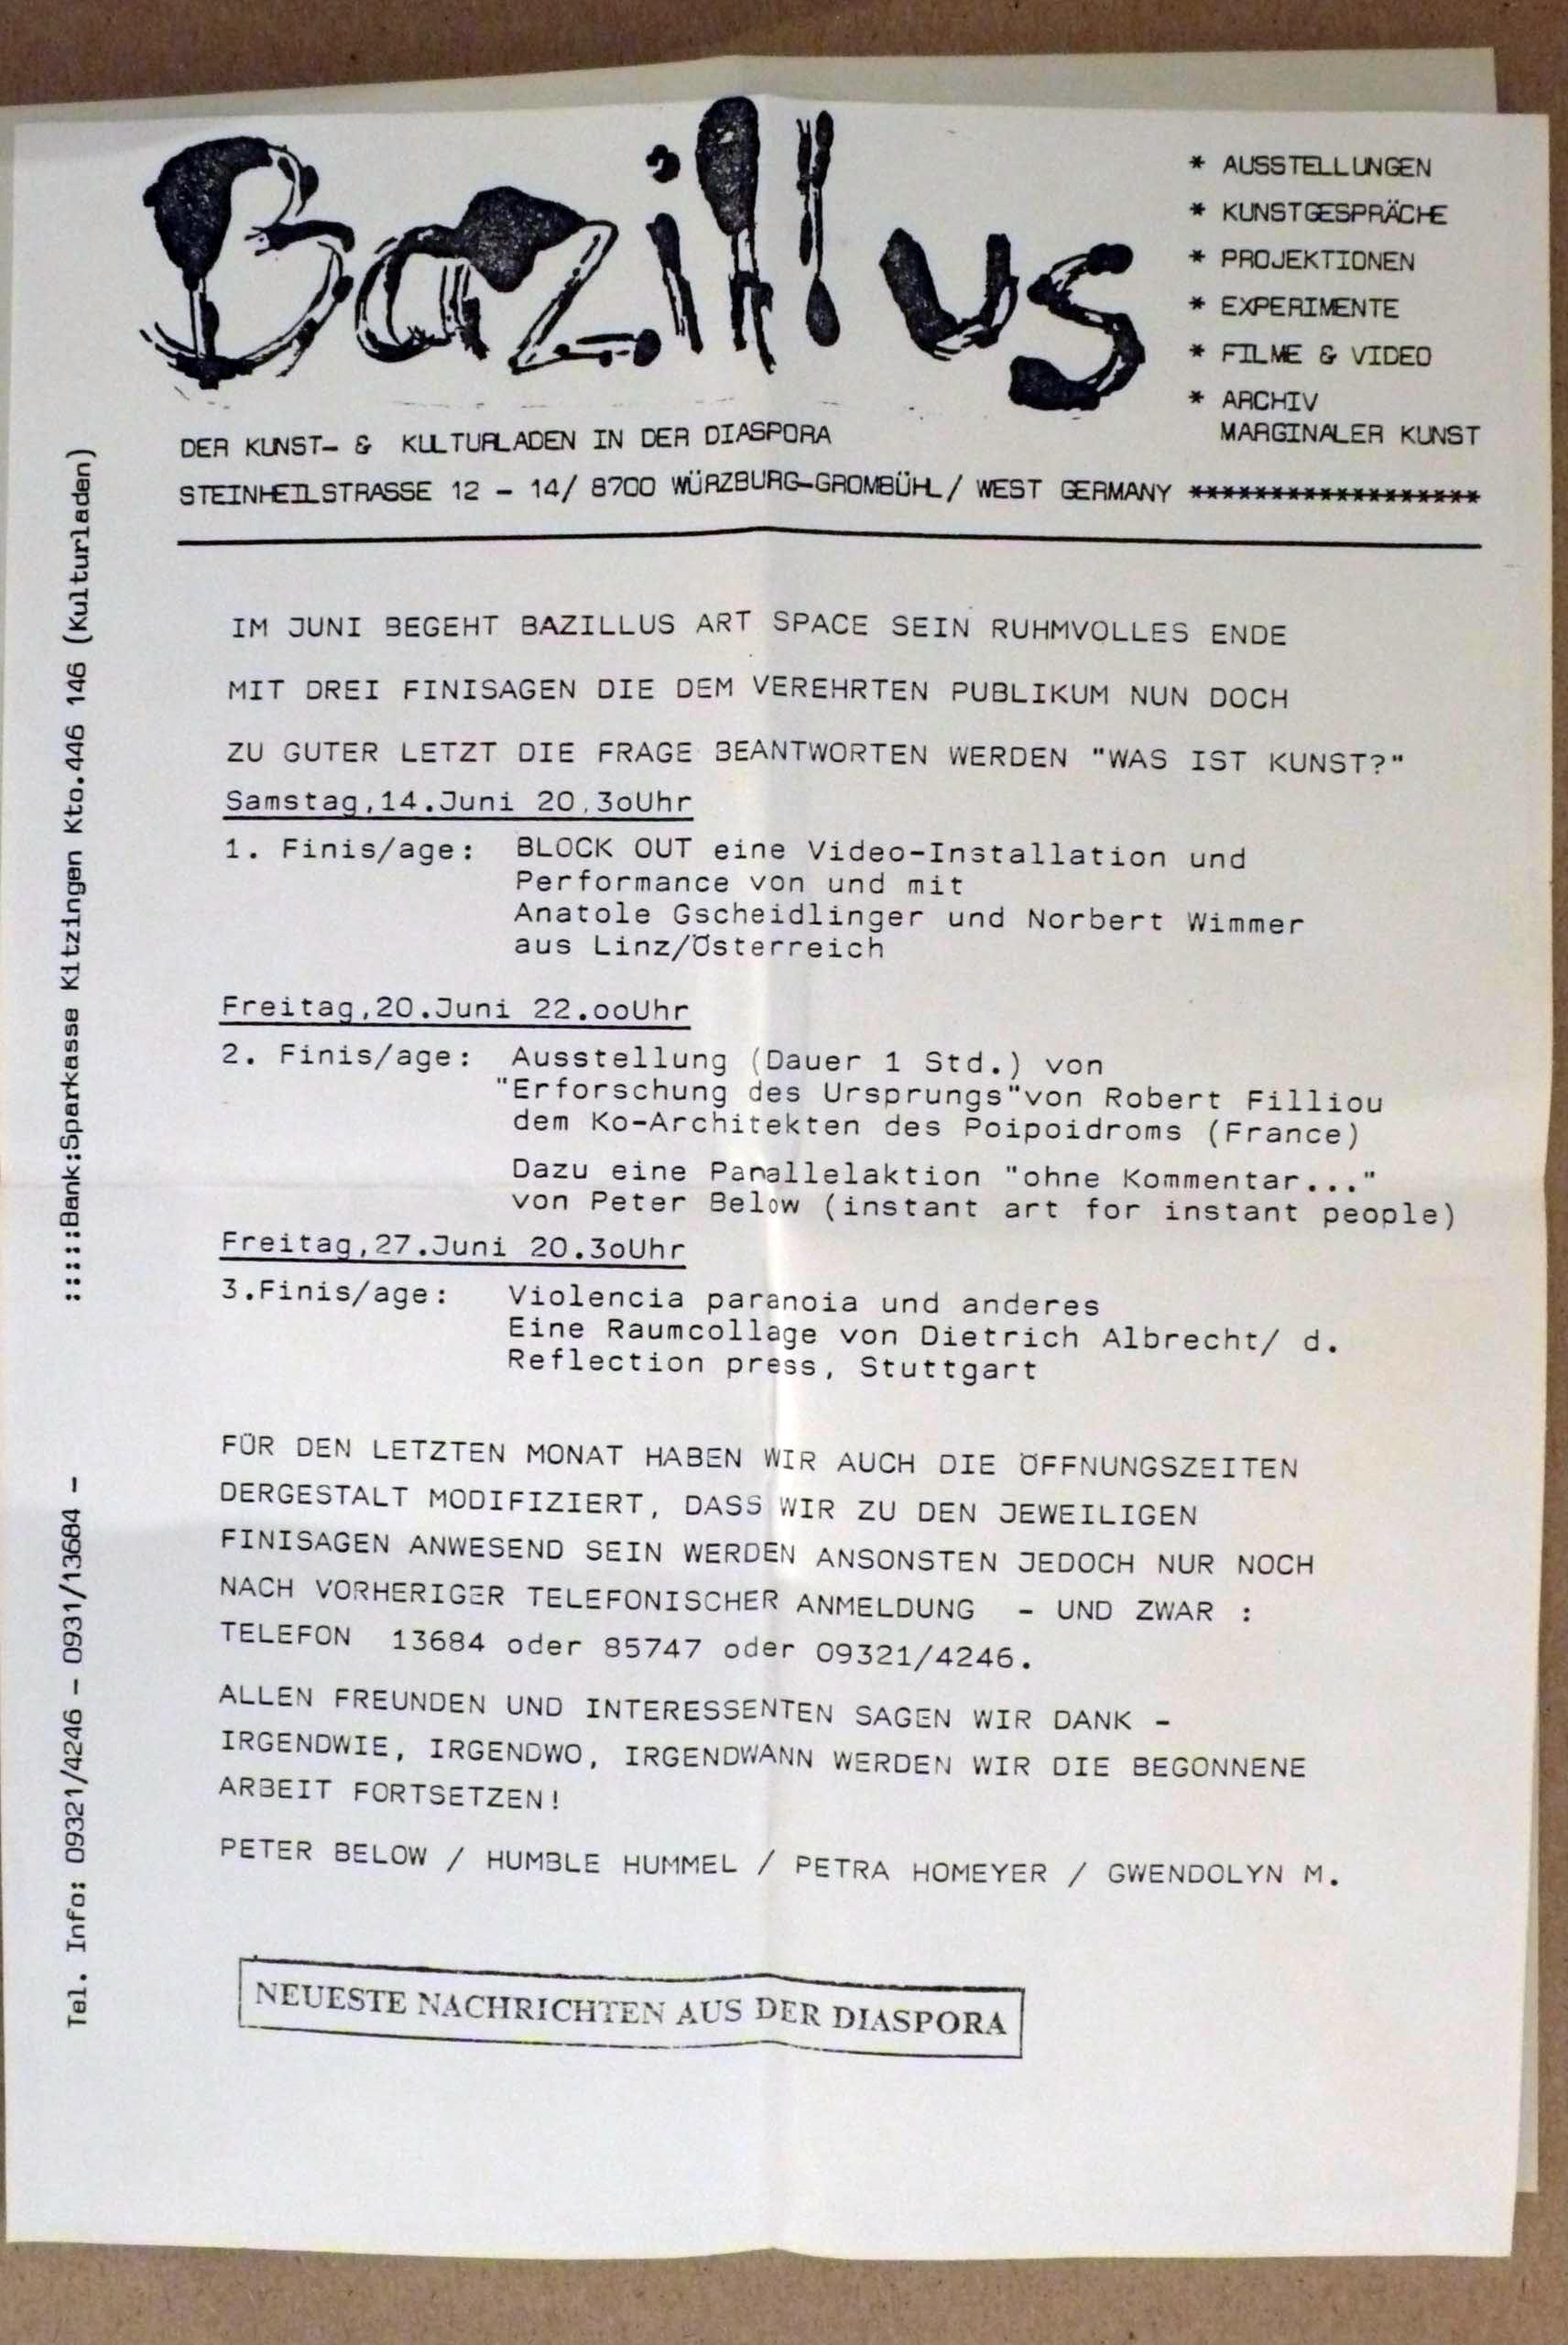 Bazillus
* AUSSTELLUNGEN
* KUNSTGESPRÄCHE
* PROJEKTIONEN
* EXPERIMENTE
* FILME & VIDEO
* ARCHIV
MARGINALER KUNST
DER KUNST- & KULTURLADEN IN DER DIASPORA
STEINHEILSTRASSE 12 - 14/ 8700 WÜRZBURG-GROMBÜHL/ WEST GERMANY ******************
IM JUNI BEGEHT BAZILLUS ART SPACE SEIN RUHMVOLLES ENDE
MIT DREI FINISAGEN DIE DEM VEREHRTEN PUBLIKUM NUN DOCH
ZU GUTER LETZT DIE FRAGE BEANTWORTEN WERDEN "WAS IST KUNST?"
Samstag,14.Juni 20.3oUhr
1. Finis/age: BLOCK OUT eine Video-Installation und
Performance von und mit
Anatole Gscheidlinger und Norbert Wimmer
aus Linz/Österreich
Freitag,20.Juni 22.ooUhr
2. Finis/age: Ausstellung (Dauer 1 Std.) von
"Erforschung des Ursprungs"von Robert Filliou
dem Ko-Architekten des Poipoidroms (France)
Dazu eine Parallelaktion "ohne Kommentar..."
von Peter Below (instant art for instant people)
Freitag,27.Juni 20.3oUhr
3.Finis/age: Violencia paranoia und anderes
Eine Raumcollage von Dietrich Albrecht/ d.
Reflection press, Stuttgart
FÜR DEN LETZTEN MONAT HABEN WIR AUCH DIE ÖFFNUNGSZEITEN
DERGESTALT MODIFIZIERT, DASS WIR ZU DEN JEWEILIGEN
FINISAGEN ANWESEND SEIN WERDEN ANSONSTEN JEDOCH NUR NOCH
NACH VORHERIGER TELEFONISCHER ANMELDUNG - UND ZWAR :
TELEFON 13684 oder 85747 oder 09321/4246.
ALLEN FREUNDEN UND INTERESSENTEN SAGEN WIR DANK -
IRGENDWIE, IRGENDWO, IRGENDWANN WERDEN WIR DIE BEGONNENE
ARBEIT FORTSETZEN!
PETER BELOW / HUMBLE HUMMEL / PETRA HOMEYER / GWENDOLYN M.
NEUESTE NACHRICHTEN AUS DER DIASPORA
Tel. Info: 09321/4246 - 0931/13684 - :::::Bank:Sparkasse Kitzingen Kto.446 146 (Kulturladen)